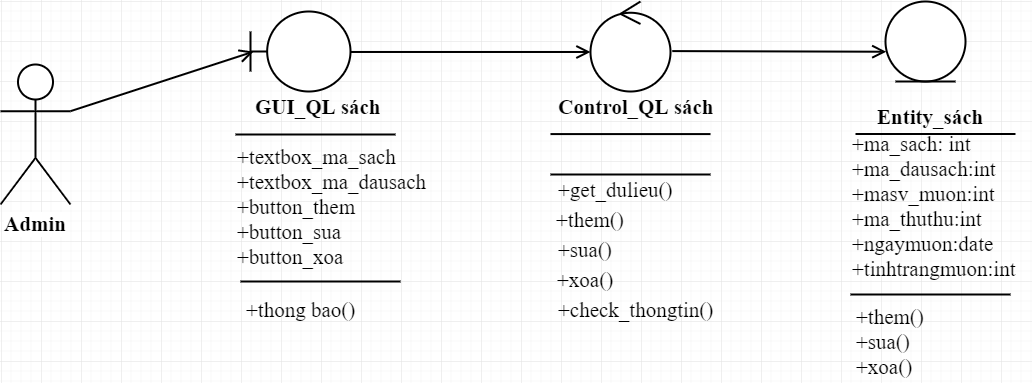 Admin
GUI_QL sách
+textbox_ma_sach
+textbox_ma_dausach
+button_them
+button_sua
+button_xoa
+thong bao()
Control_QL sách
+get_dulieu()
+them()
+sua()
+xoa()
+check_thongtin()
Entity_sách
+ma_sach: int
+ma_dausach:int
+masv_muon:int
+ma_thuthu:int
+ngaymuon:date
+tinhtrangmuon:int
+them()
+sua()
+xoa()